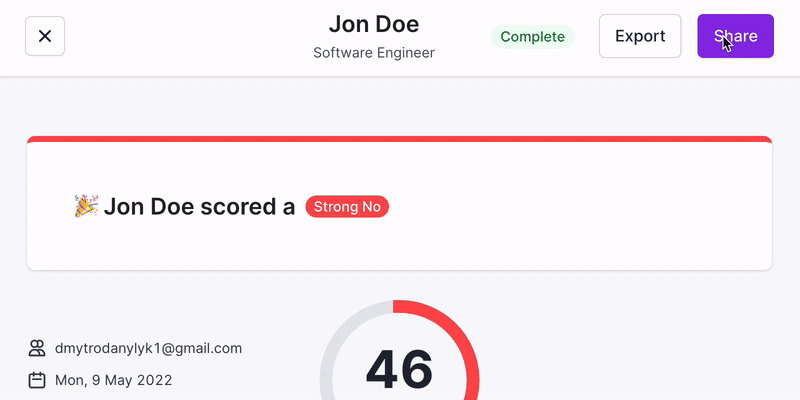 Jon Doe
Software Engineer
Complete
Export
Share
Jon Doe scored a Strong No
dmytrodanylyk1@gmail.com
Mon, 9 May 2022
46